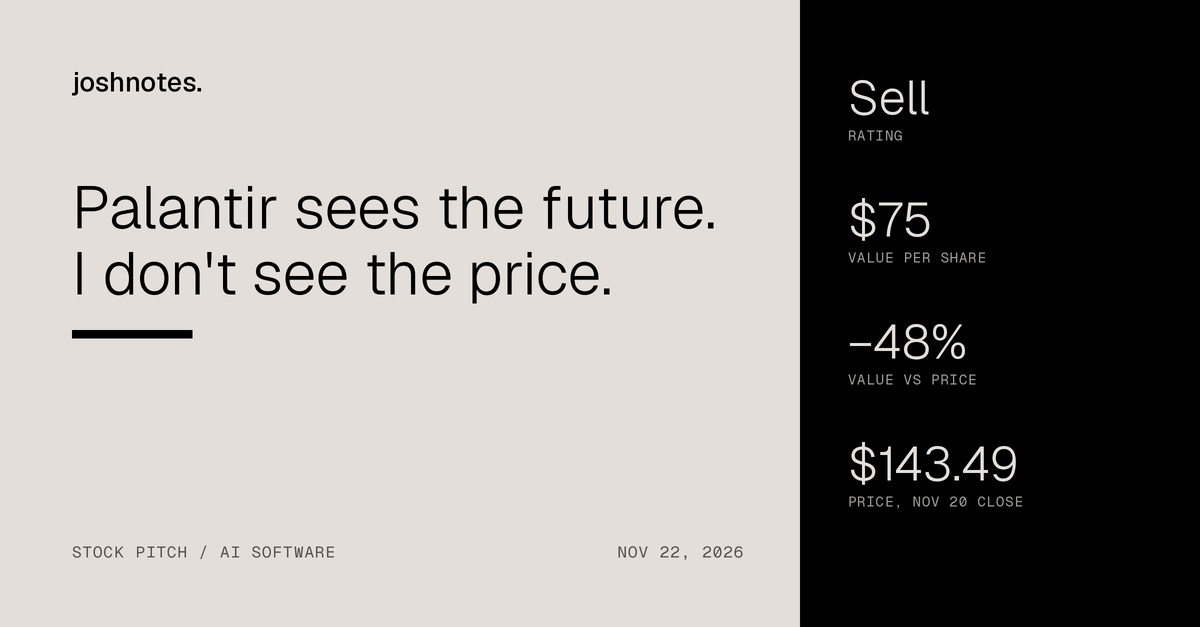 joshnotes.
Palantir sees the future.
I don't see the price.
STOCK PITCH / AI SOFTWARE
NOV 22, 2026
Sell
RATING
$75
VALUE PER SHARE
–48%
VALUE VS PRICE
$143.49
PRICE, NOV 20 CLOSE